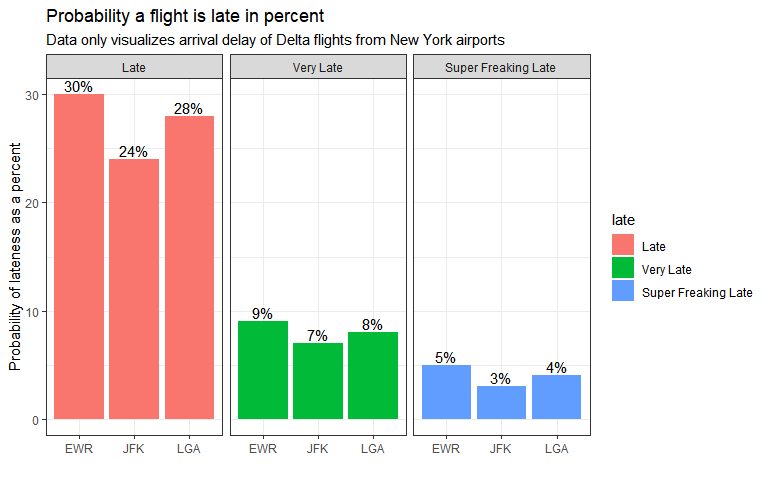 Probability a flight is late in percent
Data only visualizes arrival delay of Delta flights from New York airports
Late
Very Late
Super Freaking Late
Probability of lateness as a percent
30
20
10
0
30%
24%
28%
9%
7%
8%
5%
3%
4%
EWR JFK LGA
EWR JFK LGA
EWR JFK LGA
late
Late
Very Late
Super Freaking Late